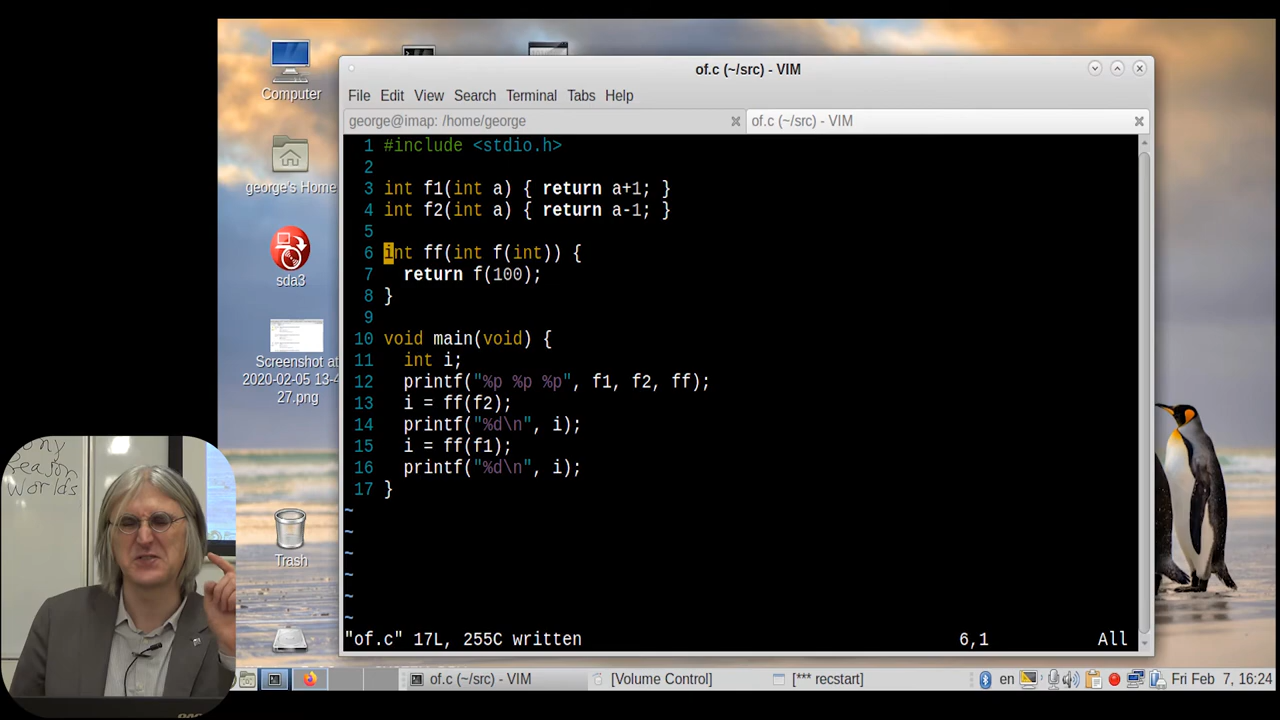 of.c (~/src) - VIM
File Edit View Search Terminal Tabs Help
george@imap: /home/george
of.c (~/src) - VIM
1 #include <stdio.h>
2
3 int f1(int a) { return a+1; }
4 int f2(int a) { return a-1; }
5
6 int ff(int f(int)) {
7 return f(100);
8 }
9
10 void main(void) {
11 int i;
12 printf("%p %p %p", f1, f2, ff);
13 i = ff(f2);
14 printf("%d\n", i);
15 i = ff(f1);
16 printf("%d\n", i);
17 }
~
~
~
~
~
~
"of.c" 17L, 255C written 6,1 All
Computer
george's Home
sda3
Screenshot at
2020-02-05 13-4
27.png
Trash
Reason
Worlds
of.c (~/src) - VIM
[Volume Control]
[*** recstart]
en
Fri Feb 7, 16:24